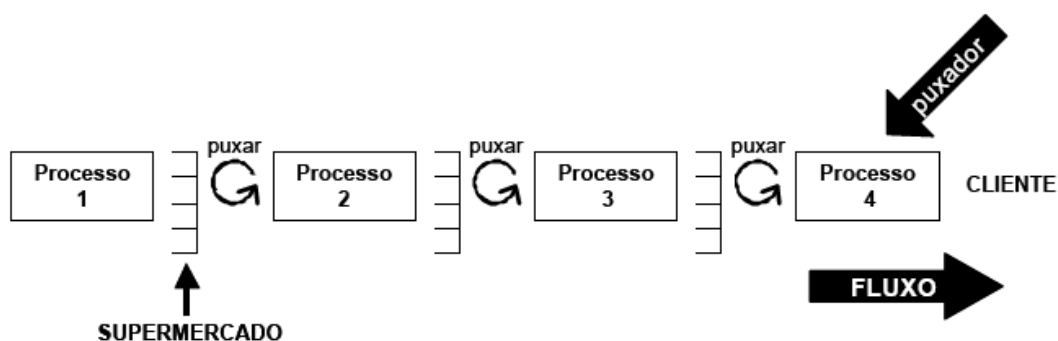 puxador
puxar
puxar
puxar
Processo
1
Processo
2
Processo
3
Processo
4
CLIENTE
FLUXO
SUPERMERCADO